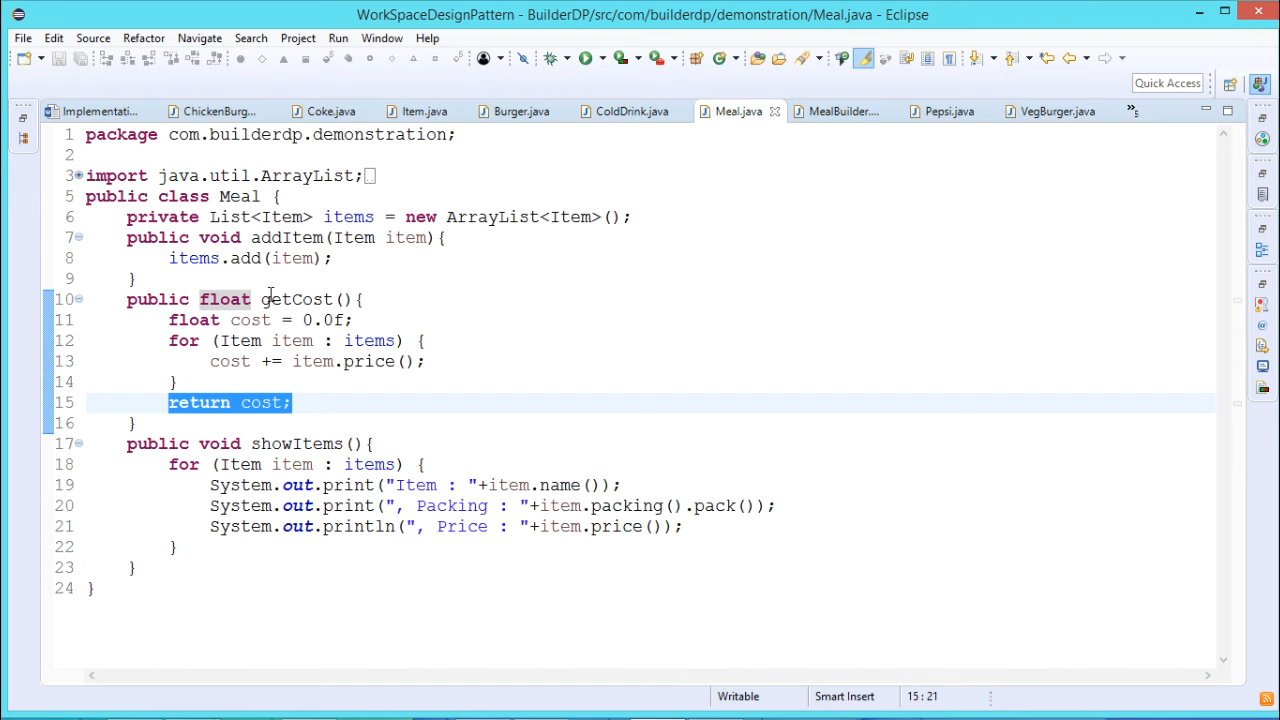 WorkSpaceDesignPattern - BuilderDP/src/com/builderdp/demonstration/Meal.java - Eclipse
File Edit Source Refactor Navigate Search Project Run Window Help
Quick Access
Implementati... ChickenBurg... Coke.java Item.java Burger.java ColdDrink.java Meal.java MealBuilder.... Pepsi.java VegBurger.java »5
1 package com.builderdp.demonstration;
2
3 import java.util.ArrayList;
5 public class Meal {
6 private List<Item> items = new ArrayList<Item>();
7 public void addItem(Item item){
8 items.add(item);
9 }
10 public float getCost(){
11 float cost = 0.0f;
12 for (Item item : items) {
13 cost += item.price();
14 }
15 return cost;
16 }
17 public void showItems(){
18 for (Item item : items) {
19 System.out.print("Item : "+item.name());
20 System.out.print(", Packing : "+item.packing().pack());
21 System.out.println(", Price : "+item.price());
22 }
23 }
24 }
Writable Smart Insert 15 : 21